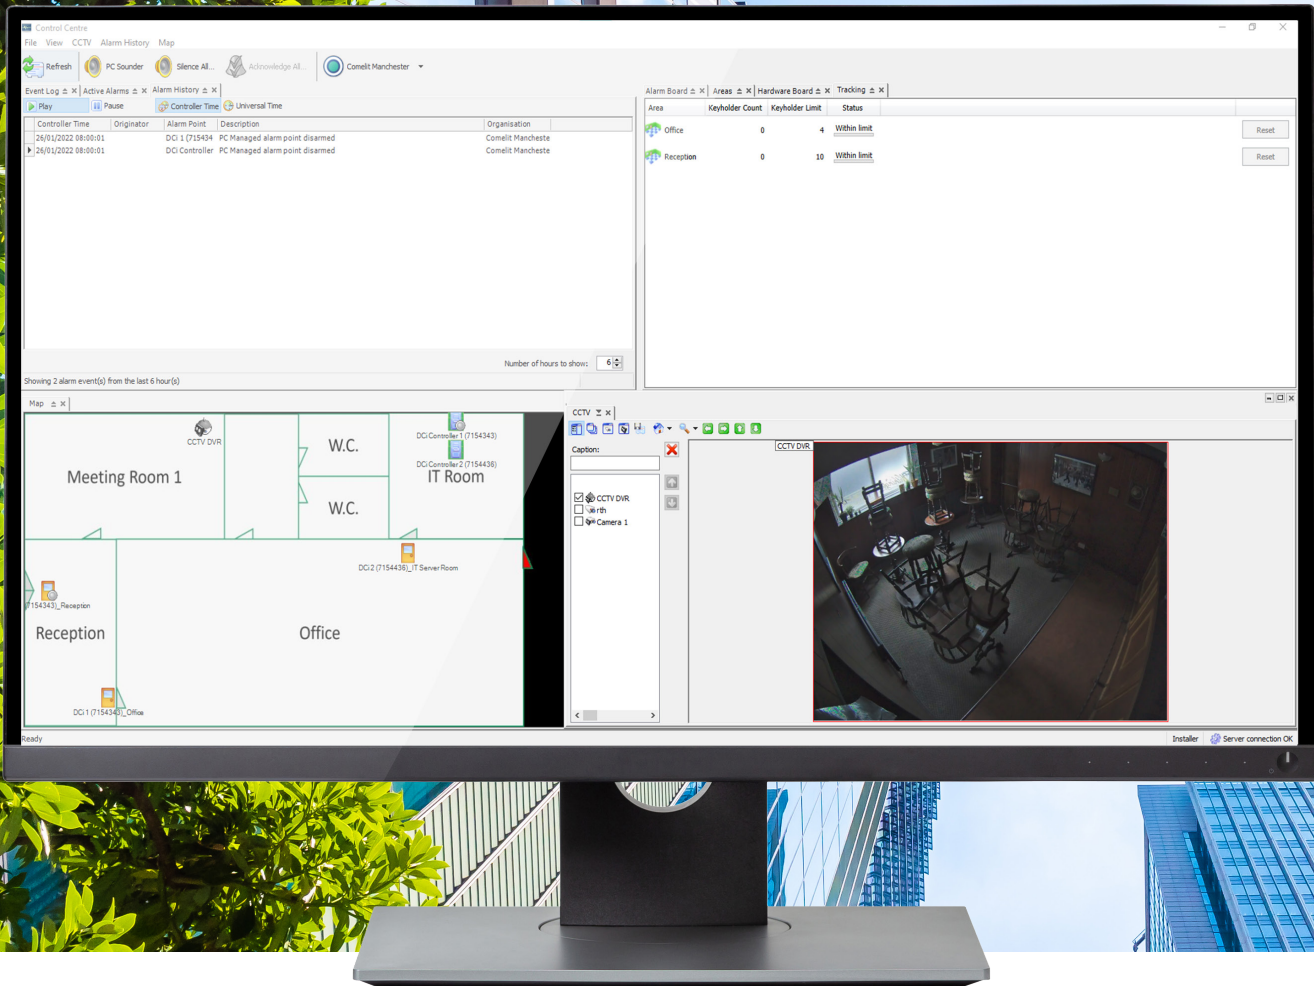 Control Centre
File View CCTV Alarm History Map
Refresh PC Sounder Silence All... Acknowledge All... Comelit Manchester
Event Log Active Alarms Alarm History
Play Pause Controller Time Universal Time
Controller Time Originator Alarm Point Description Organisation
26/01/2022 08:00:01 DCi 1 (715434 PC Managed alarm point disarmed Comelit Mancheste
26/01/2022 08:00:01 DCi Controller PC Managed alarm point disarmed Comelit Mancheste
Number of hours to show: 6
Showing 2 alarm event(s) from the last 6 hour(s)
Alarm Board Areas Hardware Board Tracking
Area Keyholder Count Keyholder Limit Status
Office 0 4 Within limit Reset
Reception 0 10 Within limit Reset
Map
CCTV DVR
Meeting Room 1
W.C.
W.C.
DCi Controller 1 (7154343)
DCi Controller 2 (7154436)
IT Room
DCi 2 (7154436)_IT Server Room
7154343)_Reception
Reception
Office
DCi 1 (7154343)_Office
CCTV
Caption:
CCTV DVR
rth
Camera 1
CCTV DVR
Ready
Installer Server connection OK